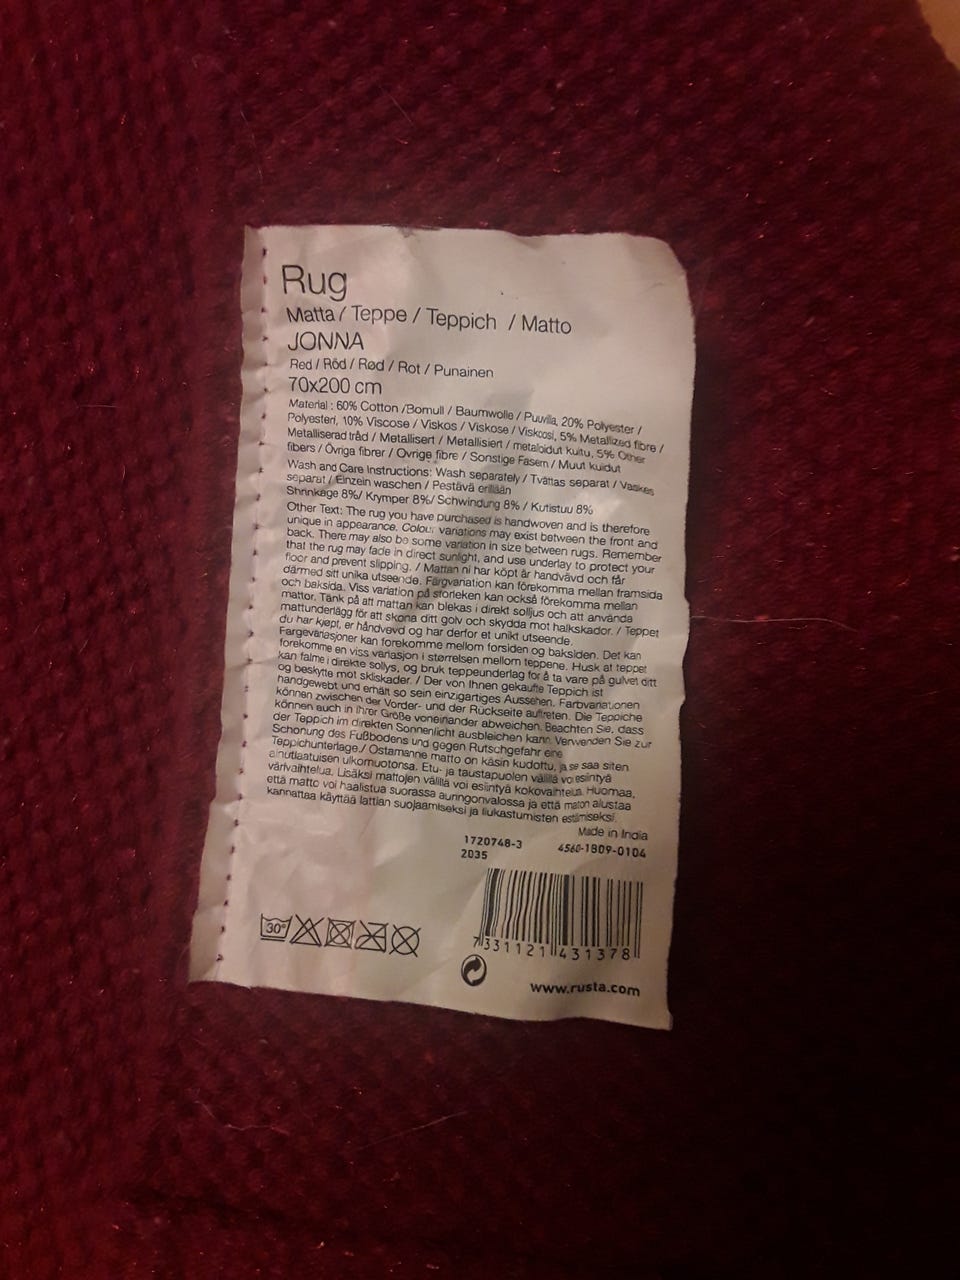 Rug
Matta / Teppe / Teppich / Matto
JONNA
Red / Röd / Rød / Rot / Punainen
70x200 cm
Material : 60% Cotton /Bomull / Baumwolle / Puuvilla, 20% Polyester /
Polyesteri, 10% Viscose / Viskos / Viskose / Viskoosi, 5% Metallized fibre /
Metalliserad tråd / Metallisert / Metallisiert / metaloidut kuitu, 5% Other
fibers / Övriga fibrer / Ovrige fibre / Sonstige Fasern / Muut kuidut
Wash and Care Instructions: Wash separately / Tvättas separat / Vaskes
separat / Einzeln waschen / Pestävä erillään
Shrinkage 8%/ Krymper 8%/ Schwindung 8% / Kutistuu 8%
Other Text: The rug you have purchased is handwoven and is therefore
unique in appearance. Colour variations may exist between the front and
back. There may also be some variation in size between rugs. Remember
that the rug may fade in direct sunlight, and use underlay to protect your
floor and prevent slipping. / Mattan ni har köpt är handvävd och får
därmed sitt unika utseende. Färgvariation kan förekomme mellan framsida
och baksida. Viss variation på storleken kan också förekomme mellan
mattor. Tänk på att mattan kan blekas i direkt solljus och att använda
mattunderlägg för att skona ditt golv och skydda mot halkskador. / Teppet
du har kjøpt, er håndvevd og har derfor et unikt utseende.
Fargevariasjoner kan forekomme mellom forsiden og baksiden. Det kan
forekomme en viss variasjon i størrelsen mellom teppene. Husk at teppet
kan falme i direkte sollys, og bruk teppeunderlag for å ta vare på gulvet ditt
og beskytte mot skliskader. / Der von Ihnen gekaufte Teppich ist
handgewebt und erhält so sein einzigartiges Aussehen. Farbvariationen
können zwischen der Vorder- und der Rückseite auftreten. Die Teppiche
können auch in Ihrer Größe voneinander abweichen. Beachten Sie, dass
der Teppich im direkten Sonnenlicht ausbleichen kann. Verwenden Sie zur
Schonung des Fußbodens und gegen Rutschgefahr eine
Teppichunterlage./ Ostamanne matto on käsin kudottu, ja se saa siten
ainutlaatuisen ulkomuotonsa. Etu- ja taustapuolen välillä voi esiintyä
värivaihtelua. Lisäksi mattojen välillä voi esiintyä kokovaihtelua. Huomaa,
että matto voi haalistua suorassa auringonvalossa ja että maton alustaa
kannattaa käyttää lattian suojaamiseksi ja liukastumisten estämiseksi.
Made in India
1720748-3 4560-1809-0104
2035
30°
7331121431378
www.rusta.com